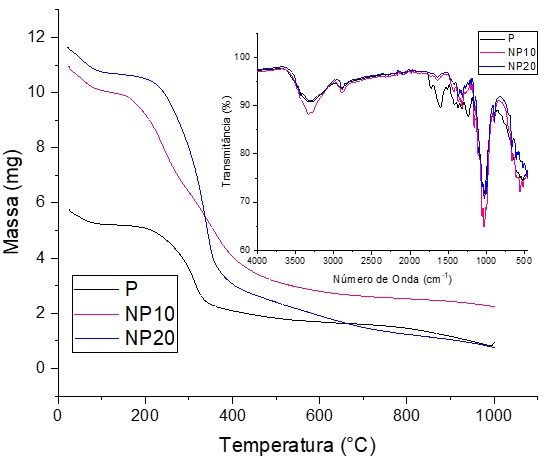 12
10
8
6
4
2
0
Massa (mg)
0
200
400
600
800
1000
Temperatura (°C)
P
NP10
NP20
100
90
80
70
60
Transmitância (%)
4000
3500
3000
2500
2000
1500
1000
500
Número de Onda (cm⁻¹)
P
NP10
NP20